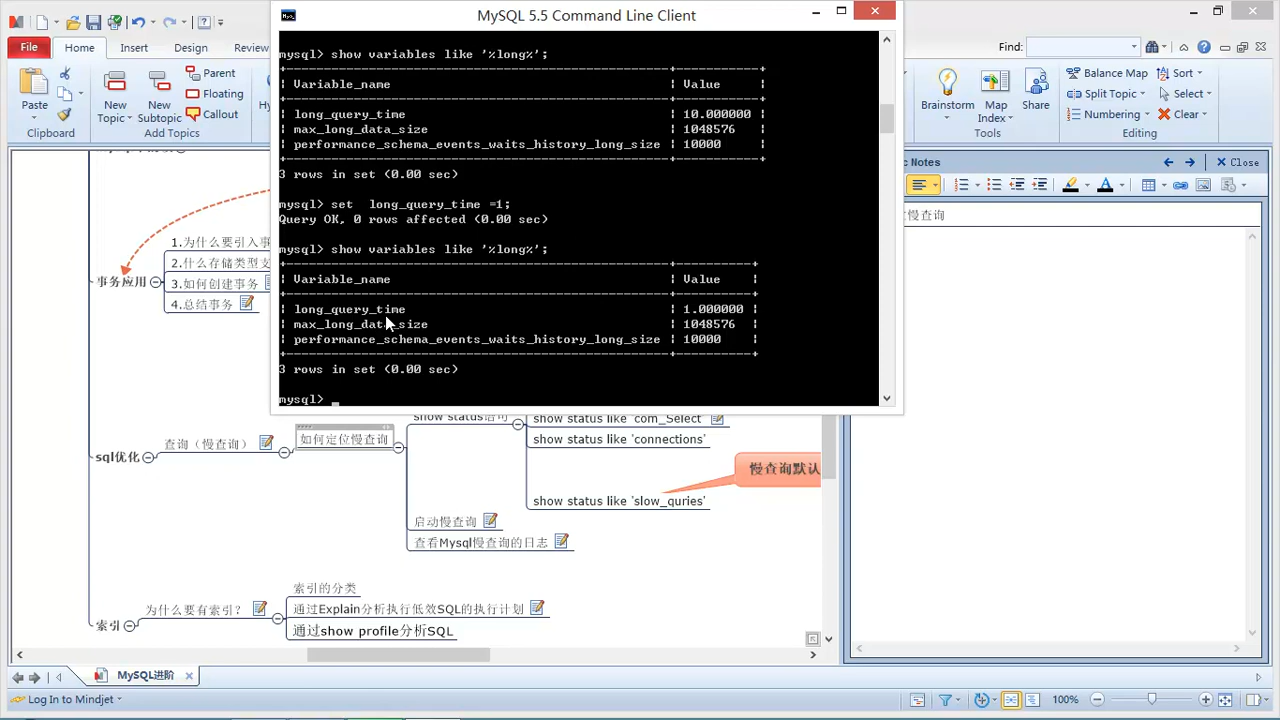 MySQL 5.5 Command Line Client
File
Home
Insert
Design
Review
Find:
Paste
Clipboard
Topic
Subtopic
Parent
Floating
Callout
Add Topics
Brainstorm
Map
Index
Share
Tools
Balance Map
Split Topic
Numbering
Sort
Select
Clear
Editing
mysql> show variables like '%long%';
Variable_name | Value
long_query_time | 10.000000
max_long_data_size | 1048576
performance_schema_events_waits_history_long_size | 10000
3 rows in set (0.00 sec)
mysql> set  long_query_time =1;
Query OK, 0 rows affected (0.00 sec)
mysql> show variables like '%long%';
Variable_name | Value
long_query_time | 1.000000
max_long_data_size | 1048576
performance_schema_events_waits_history_long_size | 10000
3 rows in set (0.00 sec)
mysql> _
Notes
Close
慢查询
事务应用
1.为什么要引入事
2.什么存储类型支
3.如何创建事务
4.总结事务
sql优化
查询（慢查询）
如何定位慢查询
show status语句
show status like 'com_Select'
show status like 'connections'
慢查询默认
show status like 'slow_quries'
启动慢查询
查看Mysql慢查询的日志
索引
为什么要有索引？
索引的分类
通过Explain分析执行低效SQL的执行计划
通过show profile分析SQL
MySQL进阶
Log In to Mindjet
100%